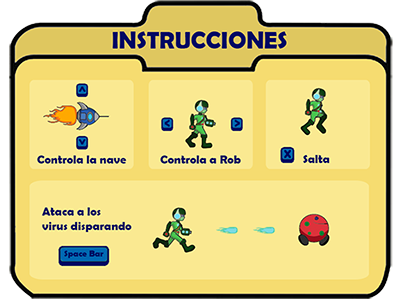 INSTRUCCIONES
Controla la nave
Controla a Rob
X Salta
Ataca a los
virus disparando
Space Bar